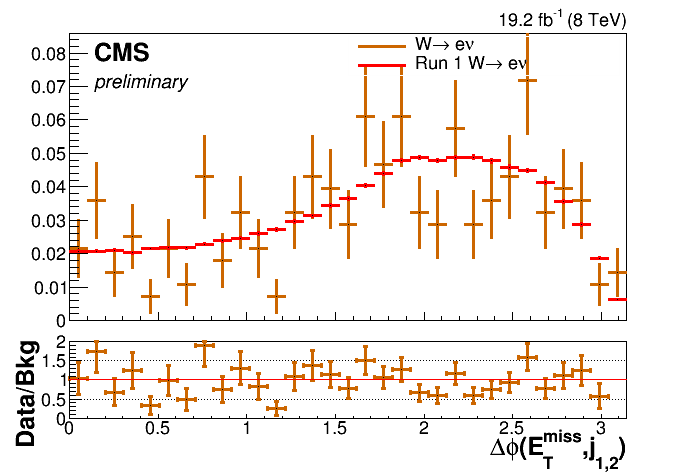 19.2 fb⁻¹ (8 TeV)
CMS
preliminary
W→ eν
Run 1 W→ eν
0.08
0.07
0.06
0.05
0.04
0.03
0.02
0.01
0
Data/Bkg
2
1.5
1
0.5
0
0 0.5 1 1.5 2 2.5 3
Δϕ(E_T^miss,j_1,2)